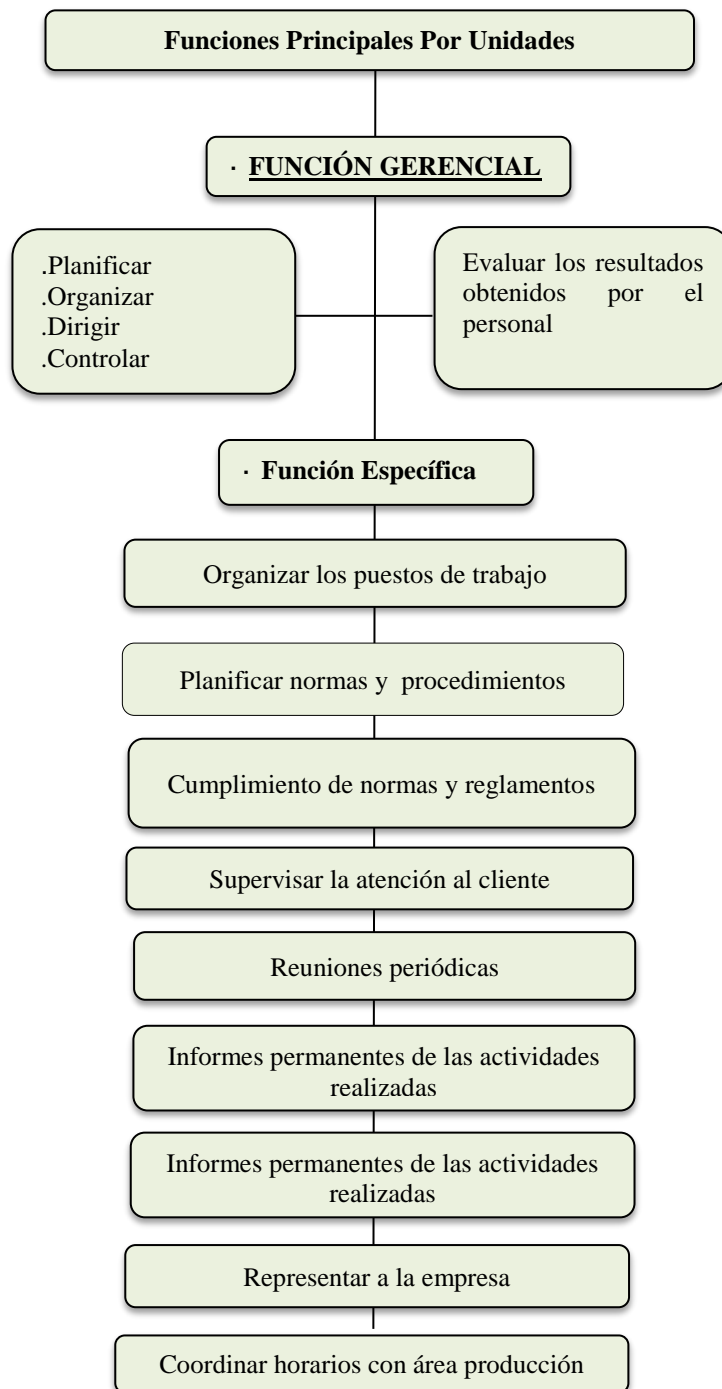 Funciones Principales Por Unidades
· FUNCIÓN GERENCIAL
.Planificar
.Organizar
.Dirigir
.Controlar
Evaluar los resultados
obtenidos por el
personal
· Función Específica
Organizar los puestos de trabajo
Planificar normas y procedimientos
Cumplimiento de normas y reglamentos
Supervisar la atención al cliente
Reuniones periódicas
Informes permanentes de las actividades
realizadas
Informes permanentes de las actividades
realizadas
Representar a la empresa
Coordinar horarios con área producción